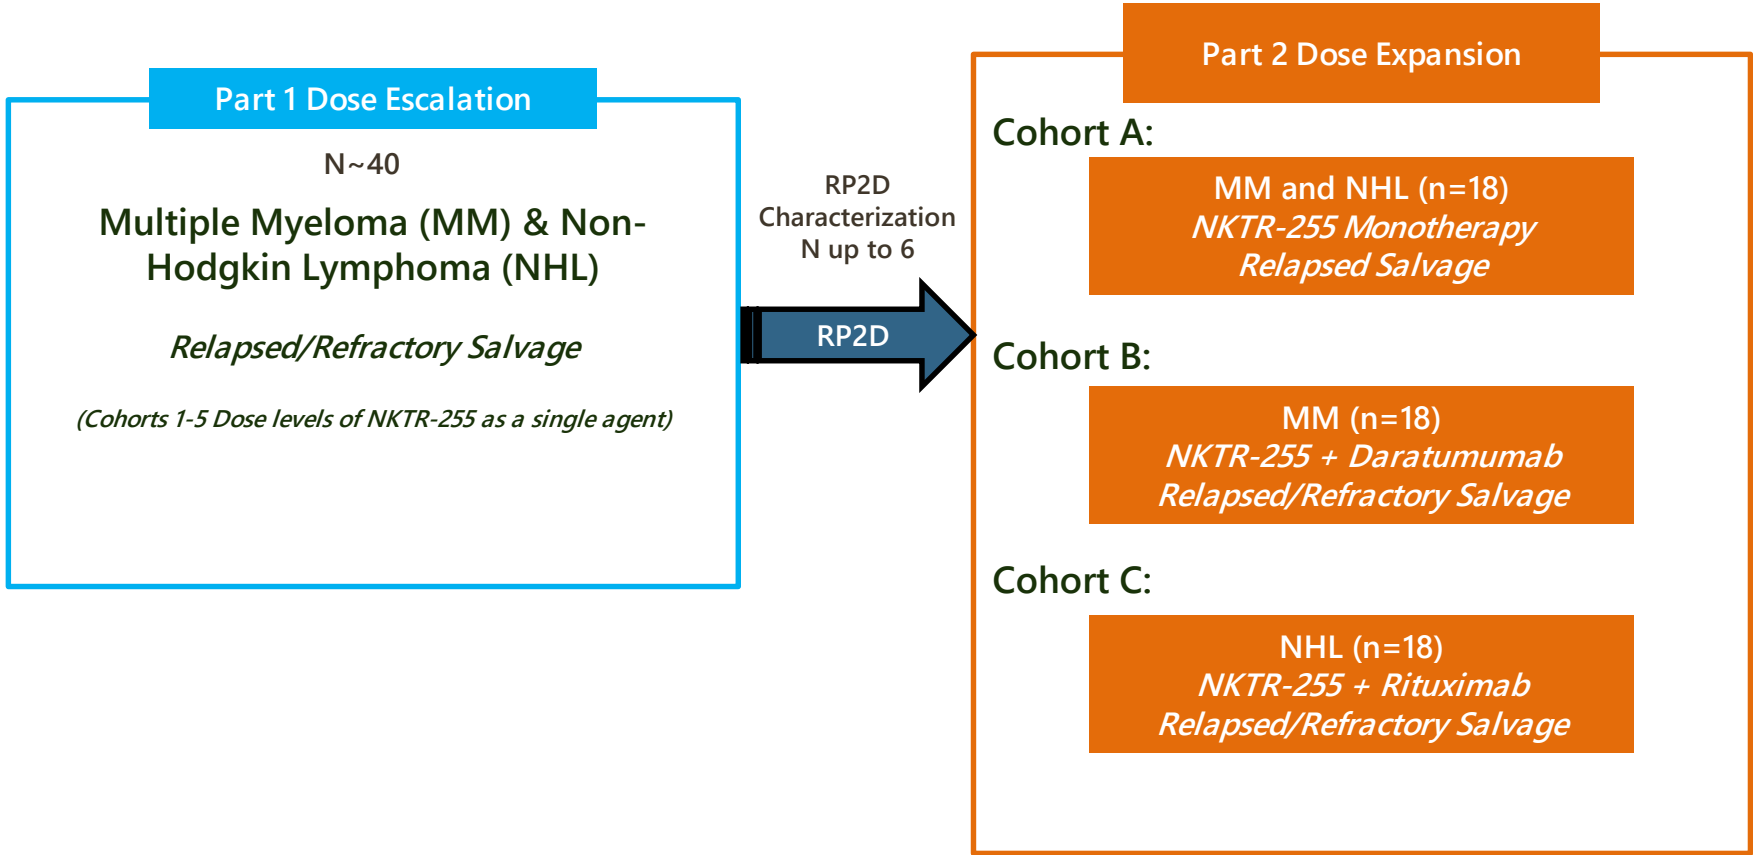 Part 1 Dose Escalation
N~40
Multiple Myeloma (MM) & Non-
Hodgkin Lymphoma (NHL)
Relapsed/Refractory Salvage
(Cohorts 1-5 Dose levels of NKTR-255 as a single agent)
RP2D
Characterization
N up to 6
RP2D
Part 2 Dose Expansion
Cohort A:
MM and NHL (n=18)
NKTR-255 Monotherapy
Relapsed Salvage
Cohort B:
MM (n=18)
NKTR-255 + Daratumumab
Relapsed/Refractory Salvage
Cohort C:
NHL (n=18)
NKTR-255 + Rituximab
Relapsed/Refractory Salvage